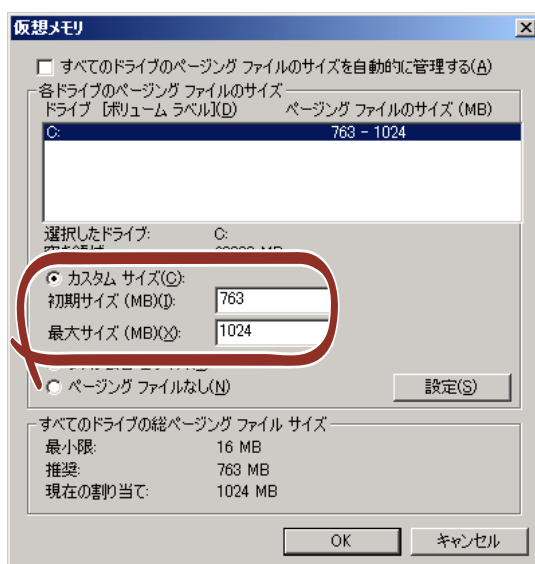 仮想メモリ
すべてのドライブのページング ファイルのサイズを自動的に管理する(A)
各ドライブのページング ファイルのサイズ
ドライブ [ボリューム ラベル](D) ページング ファイルのサイズ (MB)
C: 763 - 1024
選択したドライブ: C:
MB
カスタム サイズ(C):
初期サイズ (MB)(I): 763
最大サイズ (MB)(X): 1024
ページング ファイルなし(N) 設定(S)
すべてのドライブの総ページング ファイル サイズ
最小限: 16 MB
推奨: 763 MB
現在の割り当て: 1024 MB
OK キャンセル